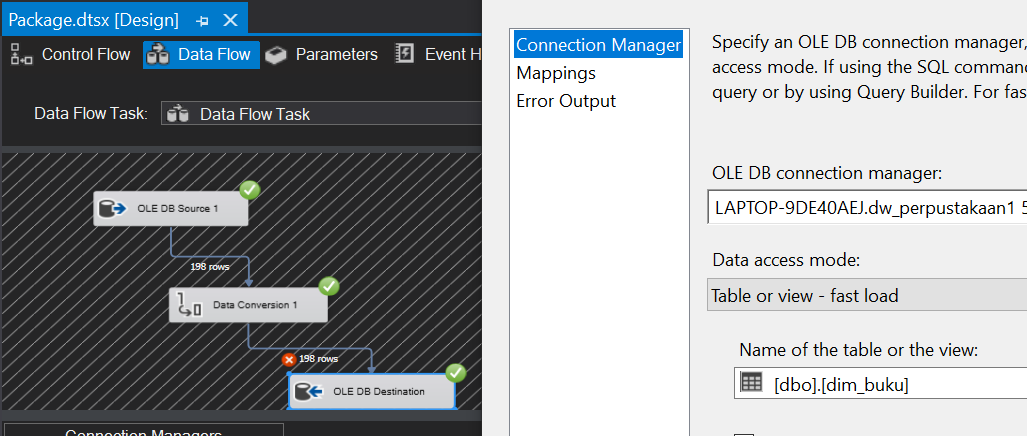 Package.dtsx [Design]
Control Flow
Data Flow
Parameters
Event H
Data Flow Task:
Data Flow Task
OLE DB Source 1
198 rows
Data Conversion 1
198 rows
OLE DB Destination
Connection Managers
Connection Manager
Mappings
Error Output
Specify an OLE DB connection manager,
access mode. If using the SQL command
query or by using Query Builder. For fas
OLE DB connection manager:
LAPTOP-9DE40AEJ.dw_perpustakaan1 5
Data access mode:
Table or view - fast load
Name of the table or the view:
[dbo].[dim_buku]